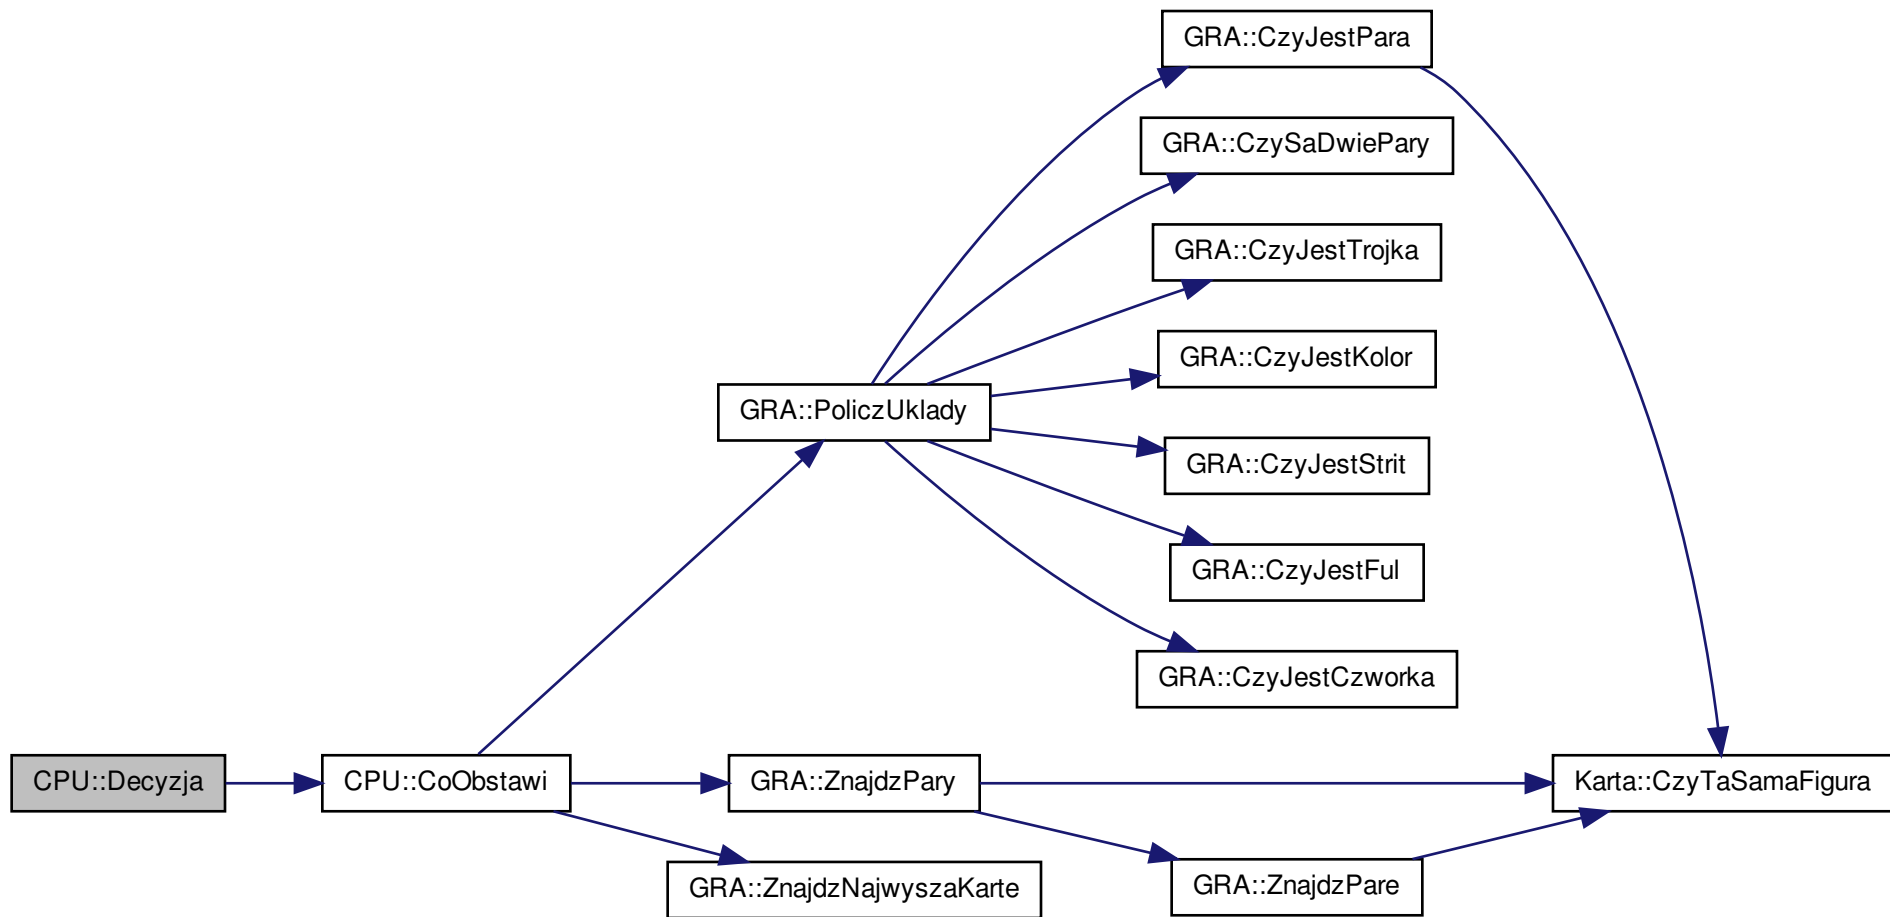 GRA::CzyJestPara
GRA::CzySaDwiePary
GRA::CzyJestTrojka
GRA::CzyJestKolor
GRA::PoliczUklady
GRA::CzyJestStrit
GRA::CzyJestFul
GRA::CzyJestCzworka
CPU::Decyzja
CPU::CoObstawi
GRA::ZnajdzPary
Karta::CzyTaSamaFigura
GRA::ZnajdzNajwyszaKarte
GRA::ZnajdzPare